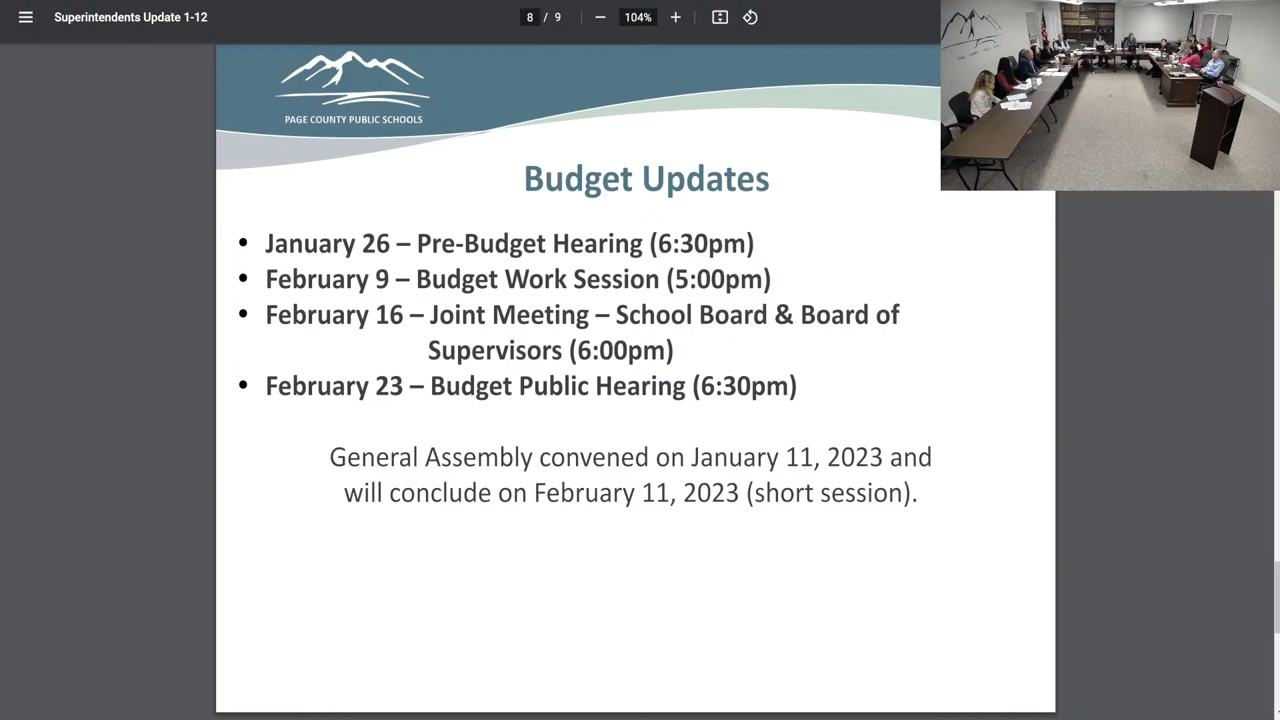 Superintendents Update 1-12
8 / 9
104%
PAGE COUNTY PUBLIC SCHOOLS
Budget Updates
• January 26 – Pre-Budget Hearing (6:30pm)
• February 9 – Budget Work Session (5:00pm)
• February 16 – Joint Meeting – School Board & Board of
Supervisors (6:00pm)
• February 23 – Budget Public Hearing (6:30pm)
General Assembly convened on January 11, 2023 and
will conclude on February 11, 2023 (short session).